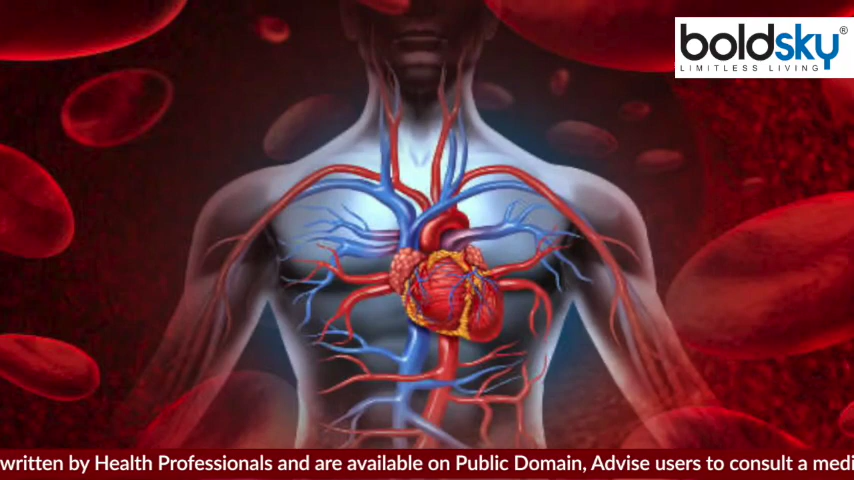 boldsky®
LIMITLESS LIVING
written by Health Professionals and are available on Public Domain, Advise users to consult a medi